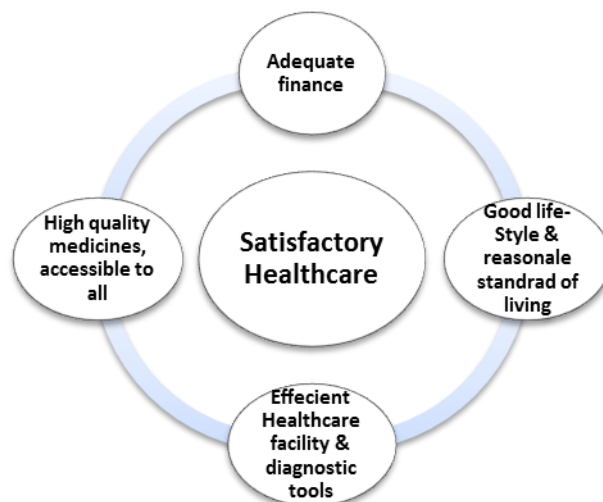 Adequate
finance
High quality
medicines,
accessible to
all
Satisfactory
Healthcare
Good life-
Style &
reasonale
standrad of
living
Effecient
Healthcare
facility &
diagnostic
tools